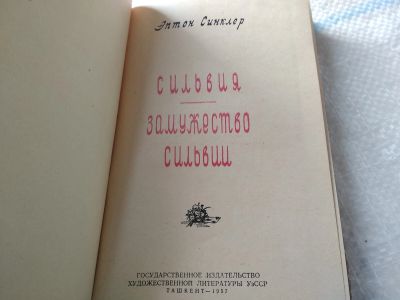 Эптон Синклер
СИЛЬВИЯ
ЗАМУЖЕСТВО
СИЛЬВИИ
ГОСУДАРСТВЕННОЕ ИЗДАТЕЛЬСТВО
ХУДОЖЕСТВЕННОЙ ЛИТЕРАТУРЫ УзССР
ТАШКЕНТ—1957